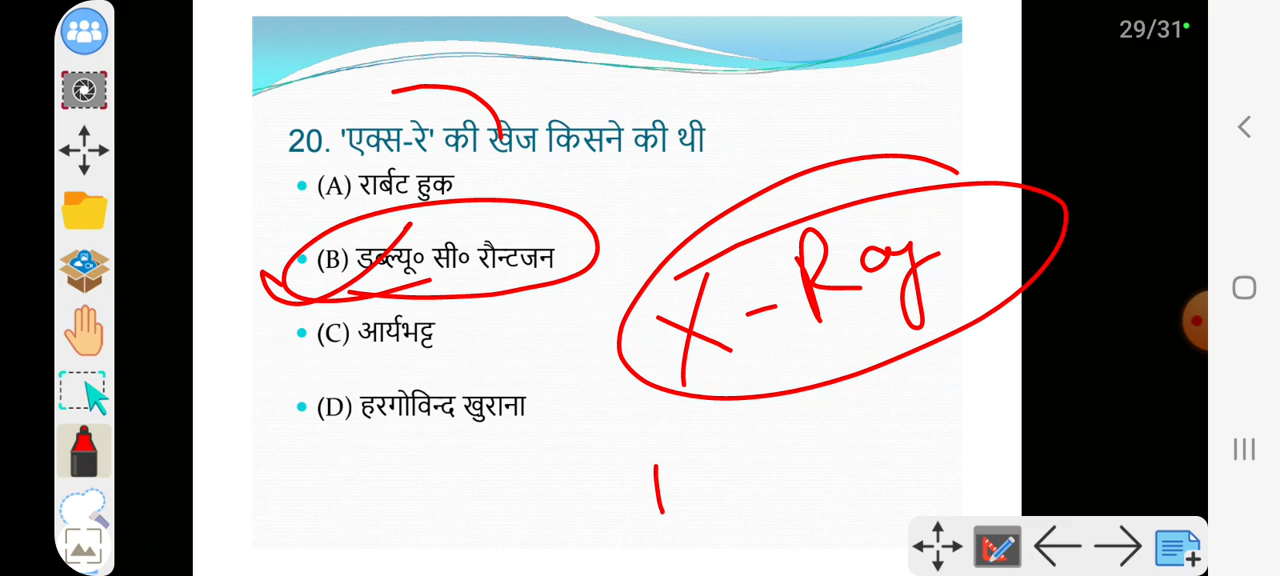 29/31
20. 'एक्स-रे' की खेज किसने की थी
(A) रार्बट हुक
(B) डब्ल्यू० सी० रौन्टजन
(C) आर्यभट्ट
(D) हरगोविन्द खुराना
X-Ray